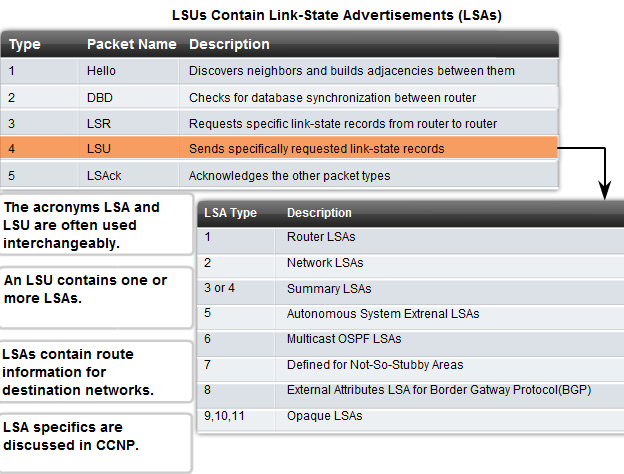 LSUs Contain Link-State Advertisements (LSAs)
Type Packet Name Description
1 Hello Discovers neighbors and builds adjacencies between them
2 DBD Checks for database synchronization between router
3 LSR Requests specific link-state records from router to router
4 LSU Sends specifically requested link-state records
5 LSAck Acknowledges the other packet types
The acronyms LSA and
LSU are often used
interchangeably.
An LSU contains one or
more LSAs.
LSAs contain route
information for
destination networks.
LSA specifics are
discussed in CCNP.
LSA Type Description
1 Router LSAs
2 Network LSAs
3 or 4 Summary LSAs
5 Autonomous System Extrenal LSAs
6 Multicast OSPF LSAs
7 Defined for Not-So-Stubby Areas
8 External Attributes LSA for Border Gatway Protocol(BGP)
9,10,11 Opaque LSAs